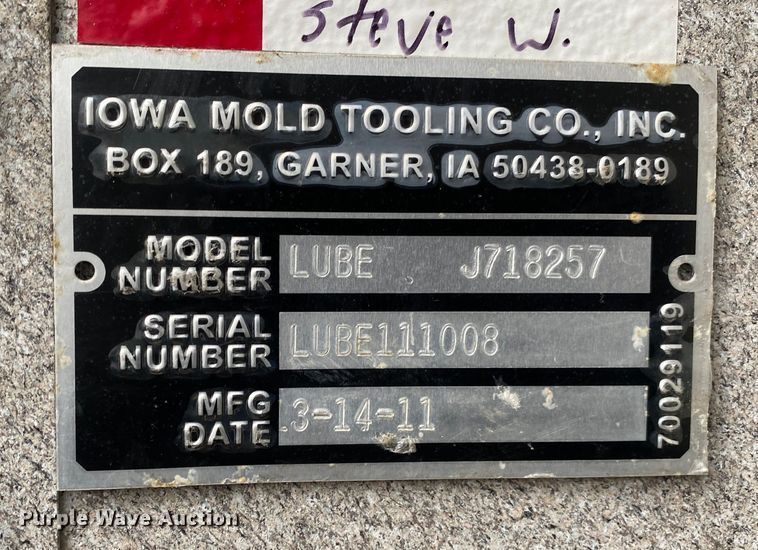 Steve W.
IOWA MOLD TOOLING CO., INC.
BOX 189, GARNER, IA 50438-0189
MODEL NUMBER LUBE J718257
SERIAL NUMBER LUBE111008
MFG DATE 3-14-11
70029119
Purple Wave Auction